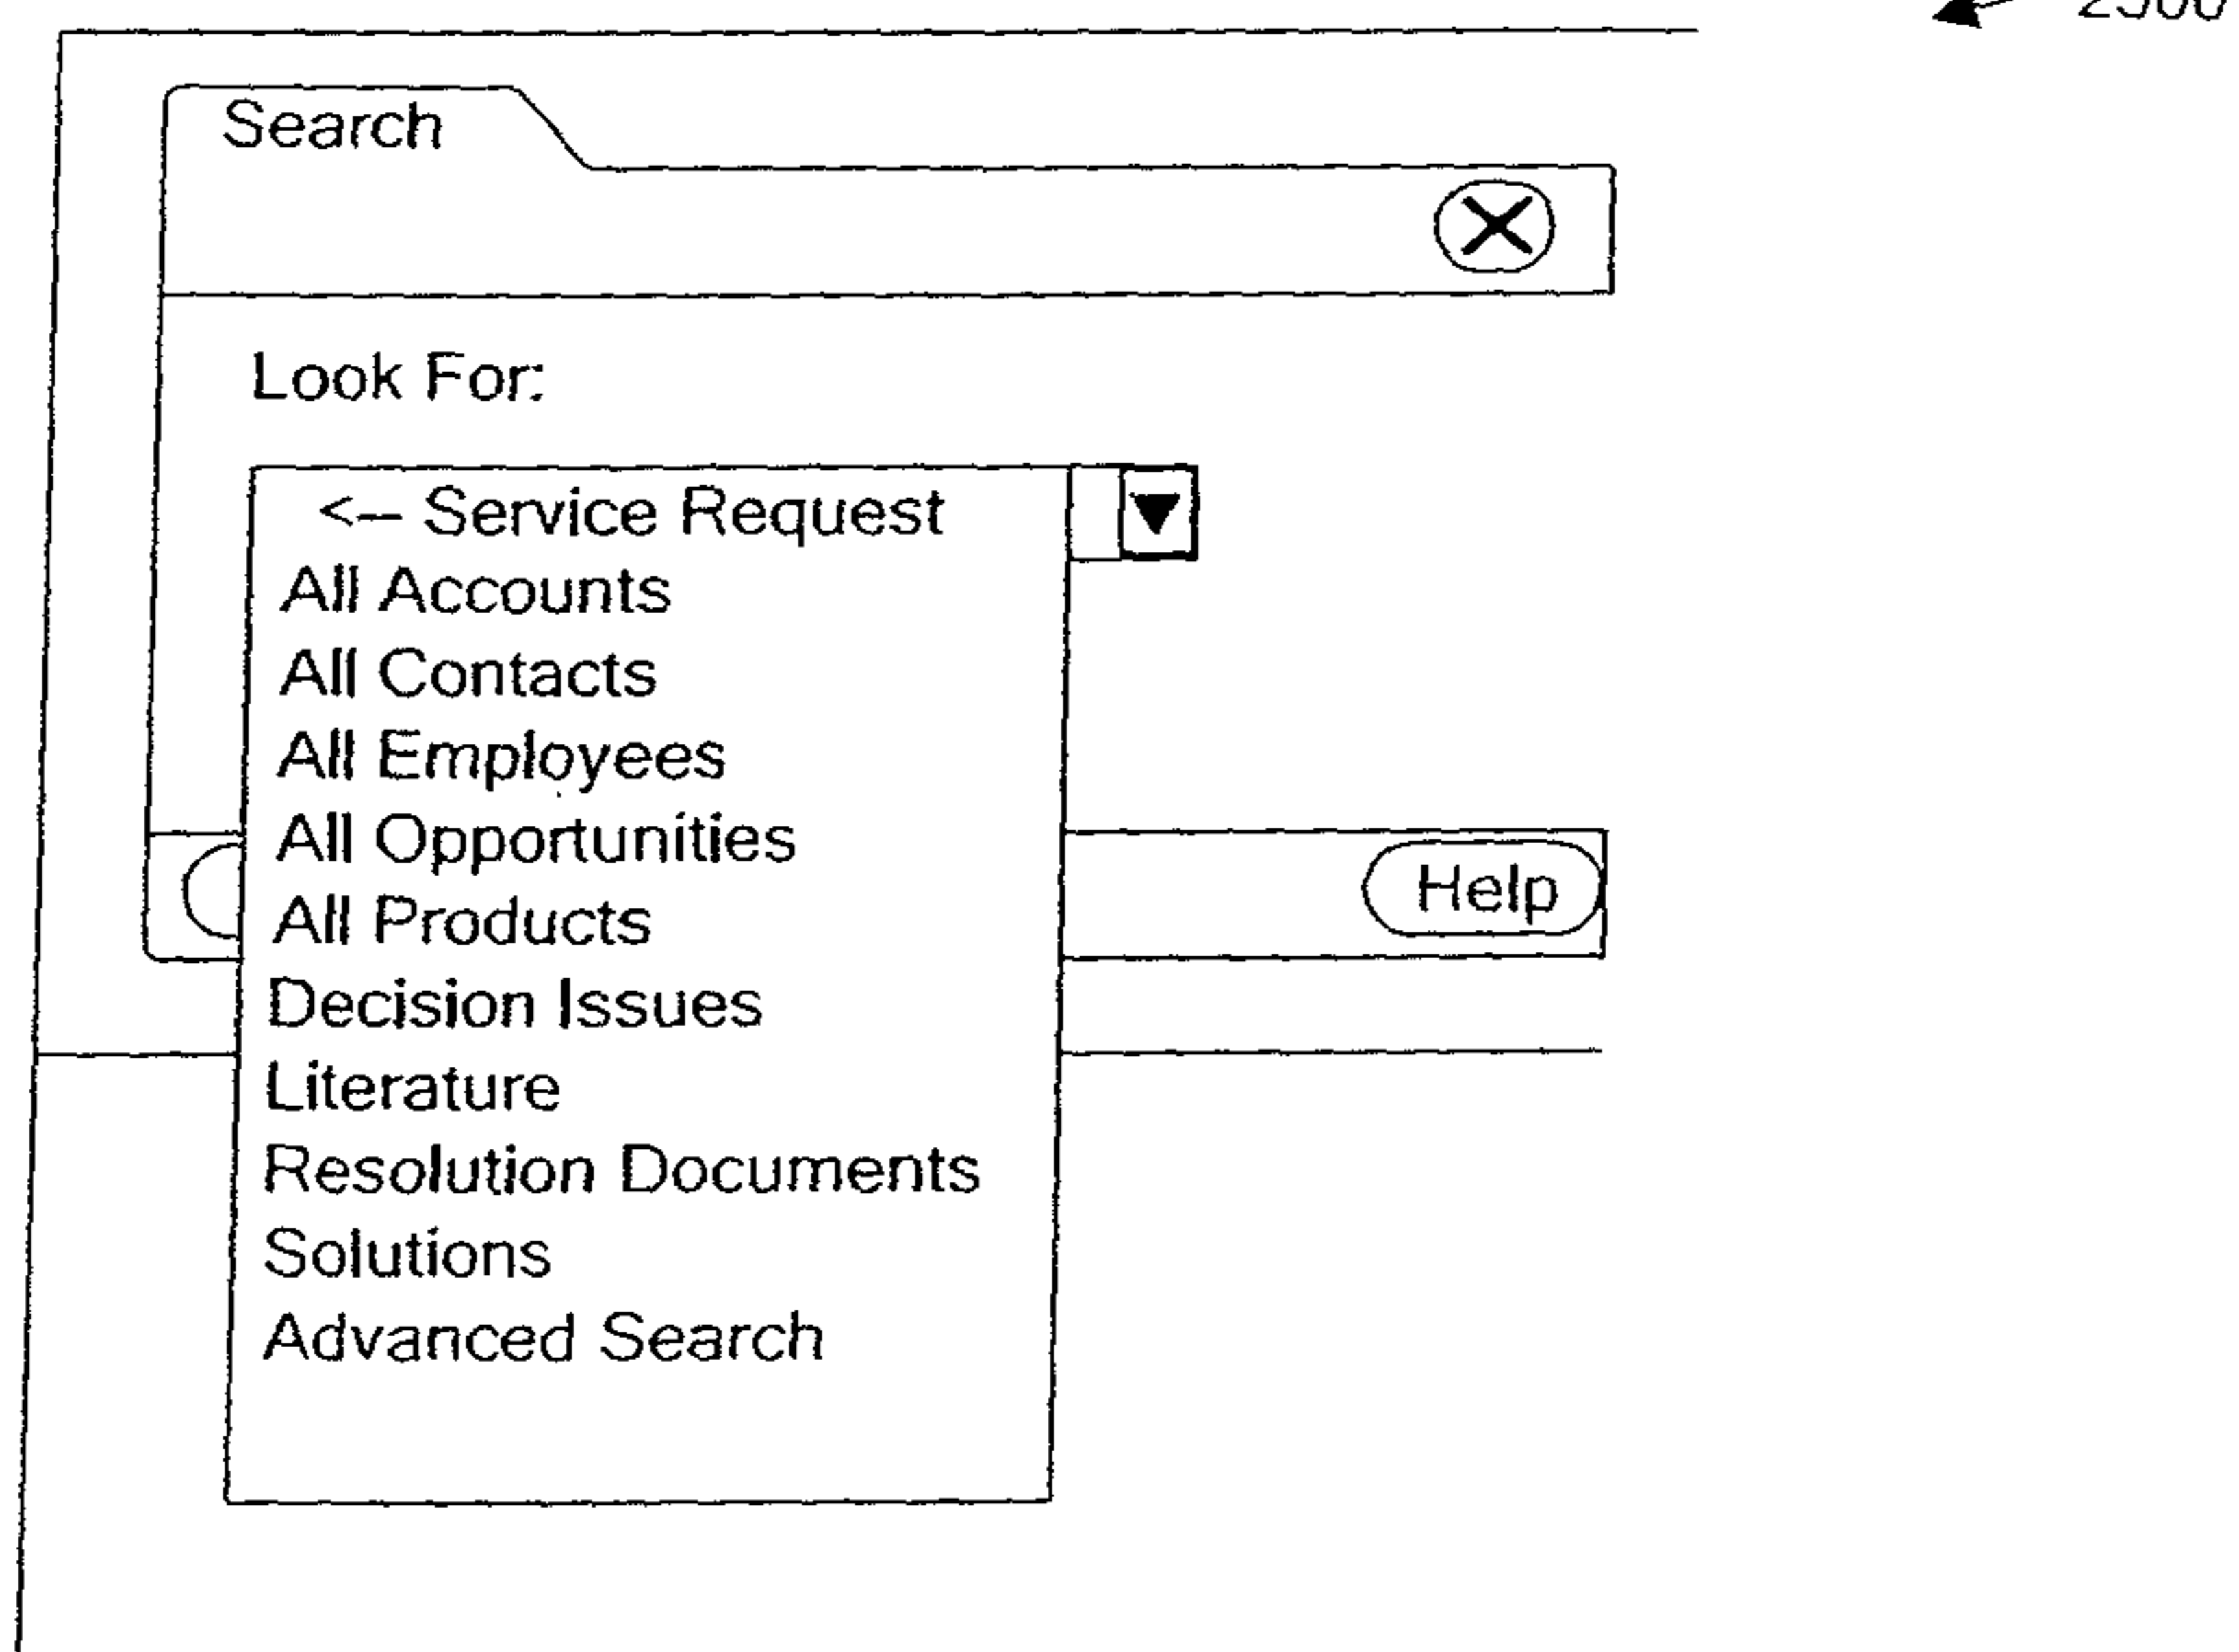 Search
Look For:
<-- Service Request
All Accounts
All Contacts
All Employees
All Opportunities
All Products
Help
Decision Issues
Literature
Resolution Documents
Solutions
Advanced Search